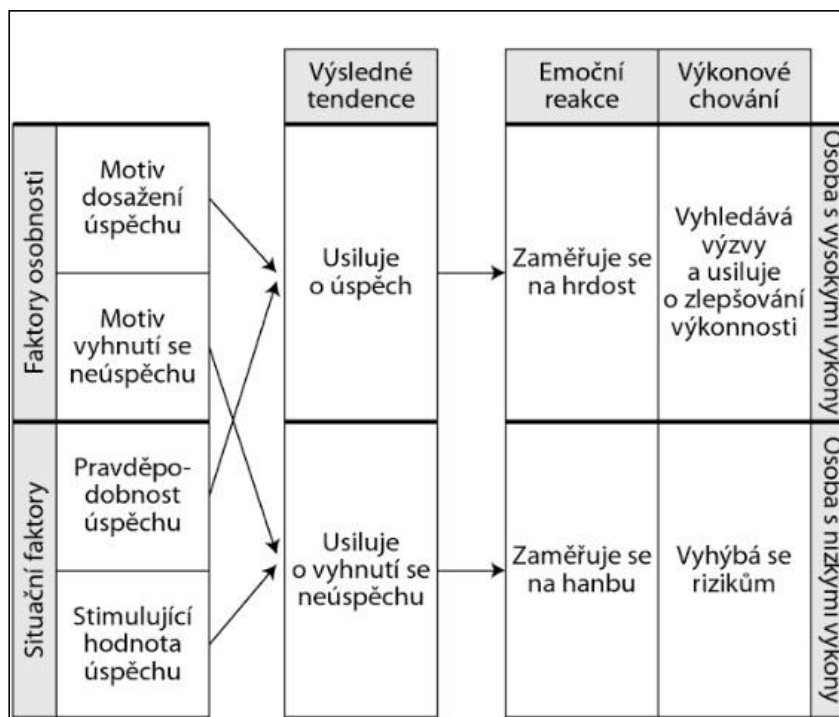 Výsledné
tendence
Emoční
reakce
Výkonové
chování
Faktory osobnosti
Motiv
dosažení
úspěchu
Motiv
vyhnutí se
neúspěchu
Usiluje
o úspěch
Zaměřuje se
na hrdost
Vyhledává
výzvy
a usiluje
o zlepšování
výkonnosti
Osoba s vysokými výkony
Situační faktory
Pravděpo-
dobnost
úspěchu
Stimulující
hodnota
úspěchu
Usiluje
o vyhnutí se
neúspěchu
Zaměřuje se
na hanbu
Vyhýbá se
rizikům
Osoba s nízkými výkony